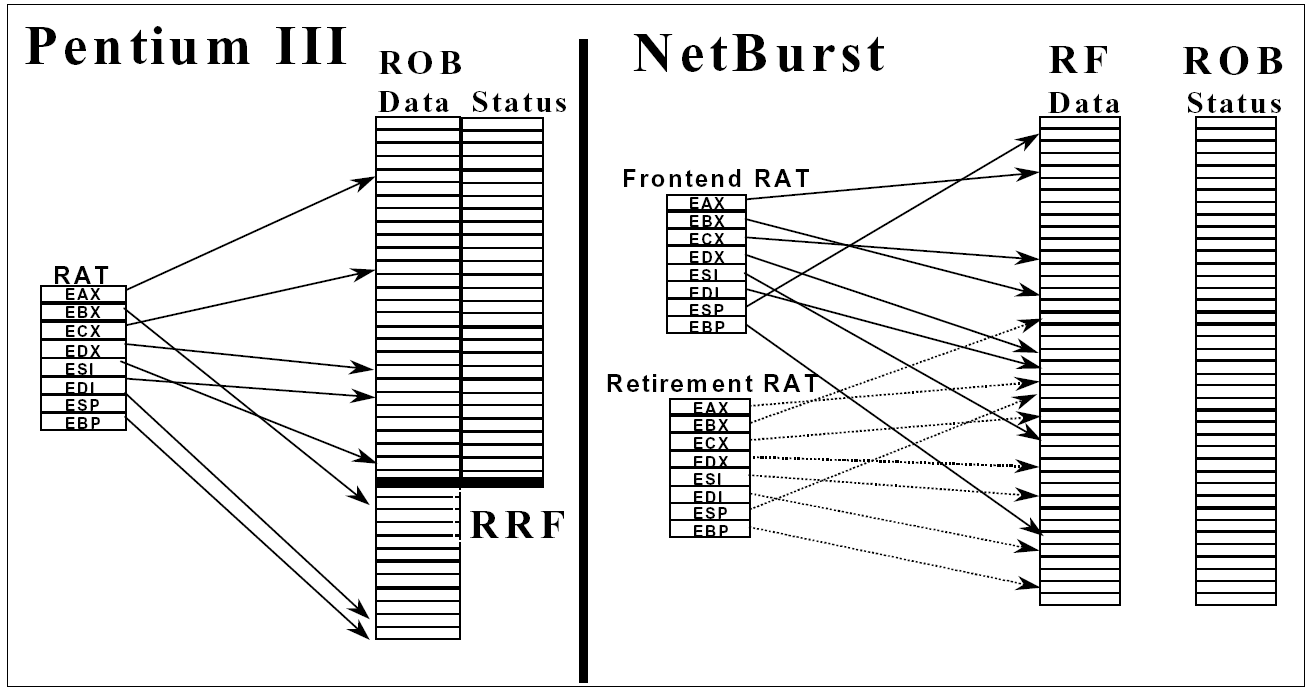 Pentium III
ROB
Data Status
RAT
EAX
EBX
ECX
EDX
ESI
EDI
ESP
EBP
RRF
NetBurst
RF
Data
ROB
Status
Frontend RAT
EAX
EBX
ECX
EDX
ESI
EDI
ESP
EBP
Retirement RAT
EAX
EBX
ECX
EDX
ESI
EDI
ESP
EBP